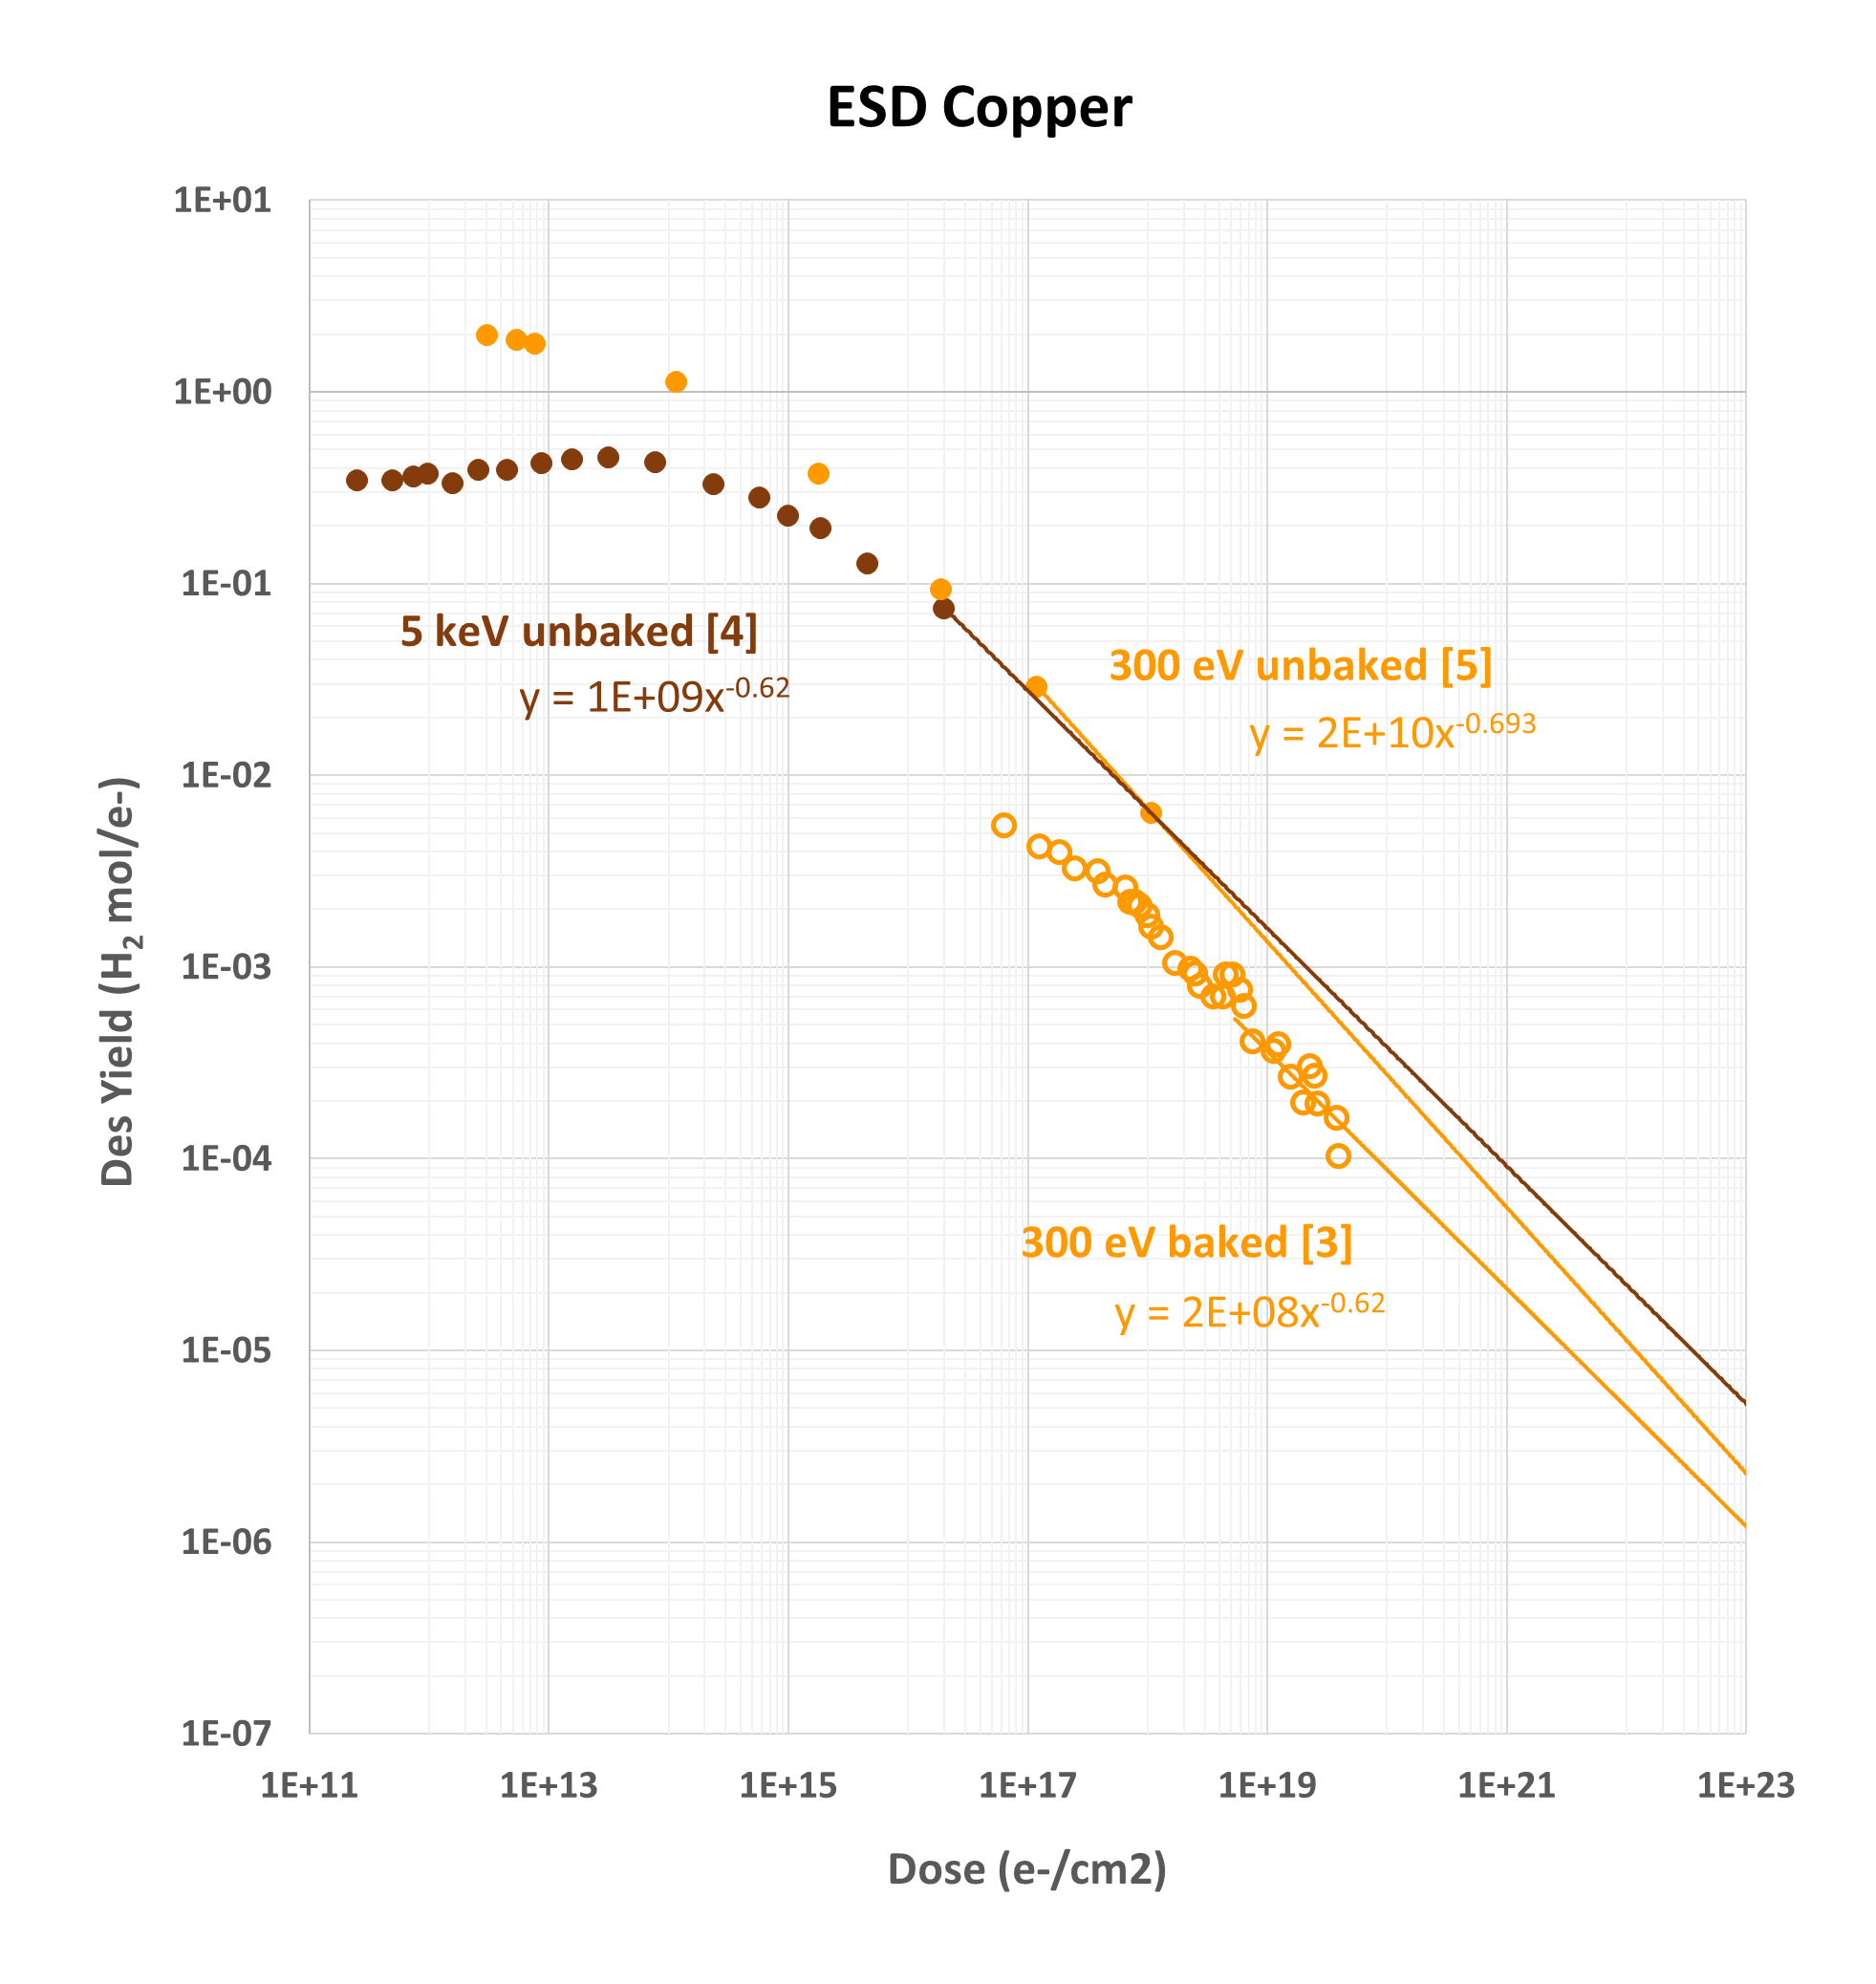 ESD Copper
1E+01
1E+00
1E-01
1E-02
1E-03
1E-04
1E-05
1E-06
1E-07
Des Yield (H2 mol/e-)
5 keV unbaked [4]
y = 1E+09x-0.62
300 eV unbaked [5]
y = 2E+10x-0.693
300 eV baked [3]
y = 2E+08x-0.62
1E+11 1E+13 1E+15 1E+17 1E+19 1E+21 1E+23
Dose (e-/cm2)